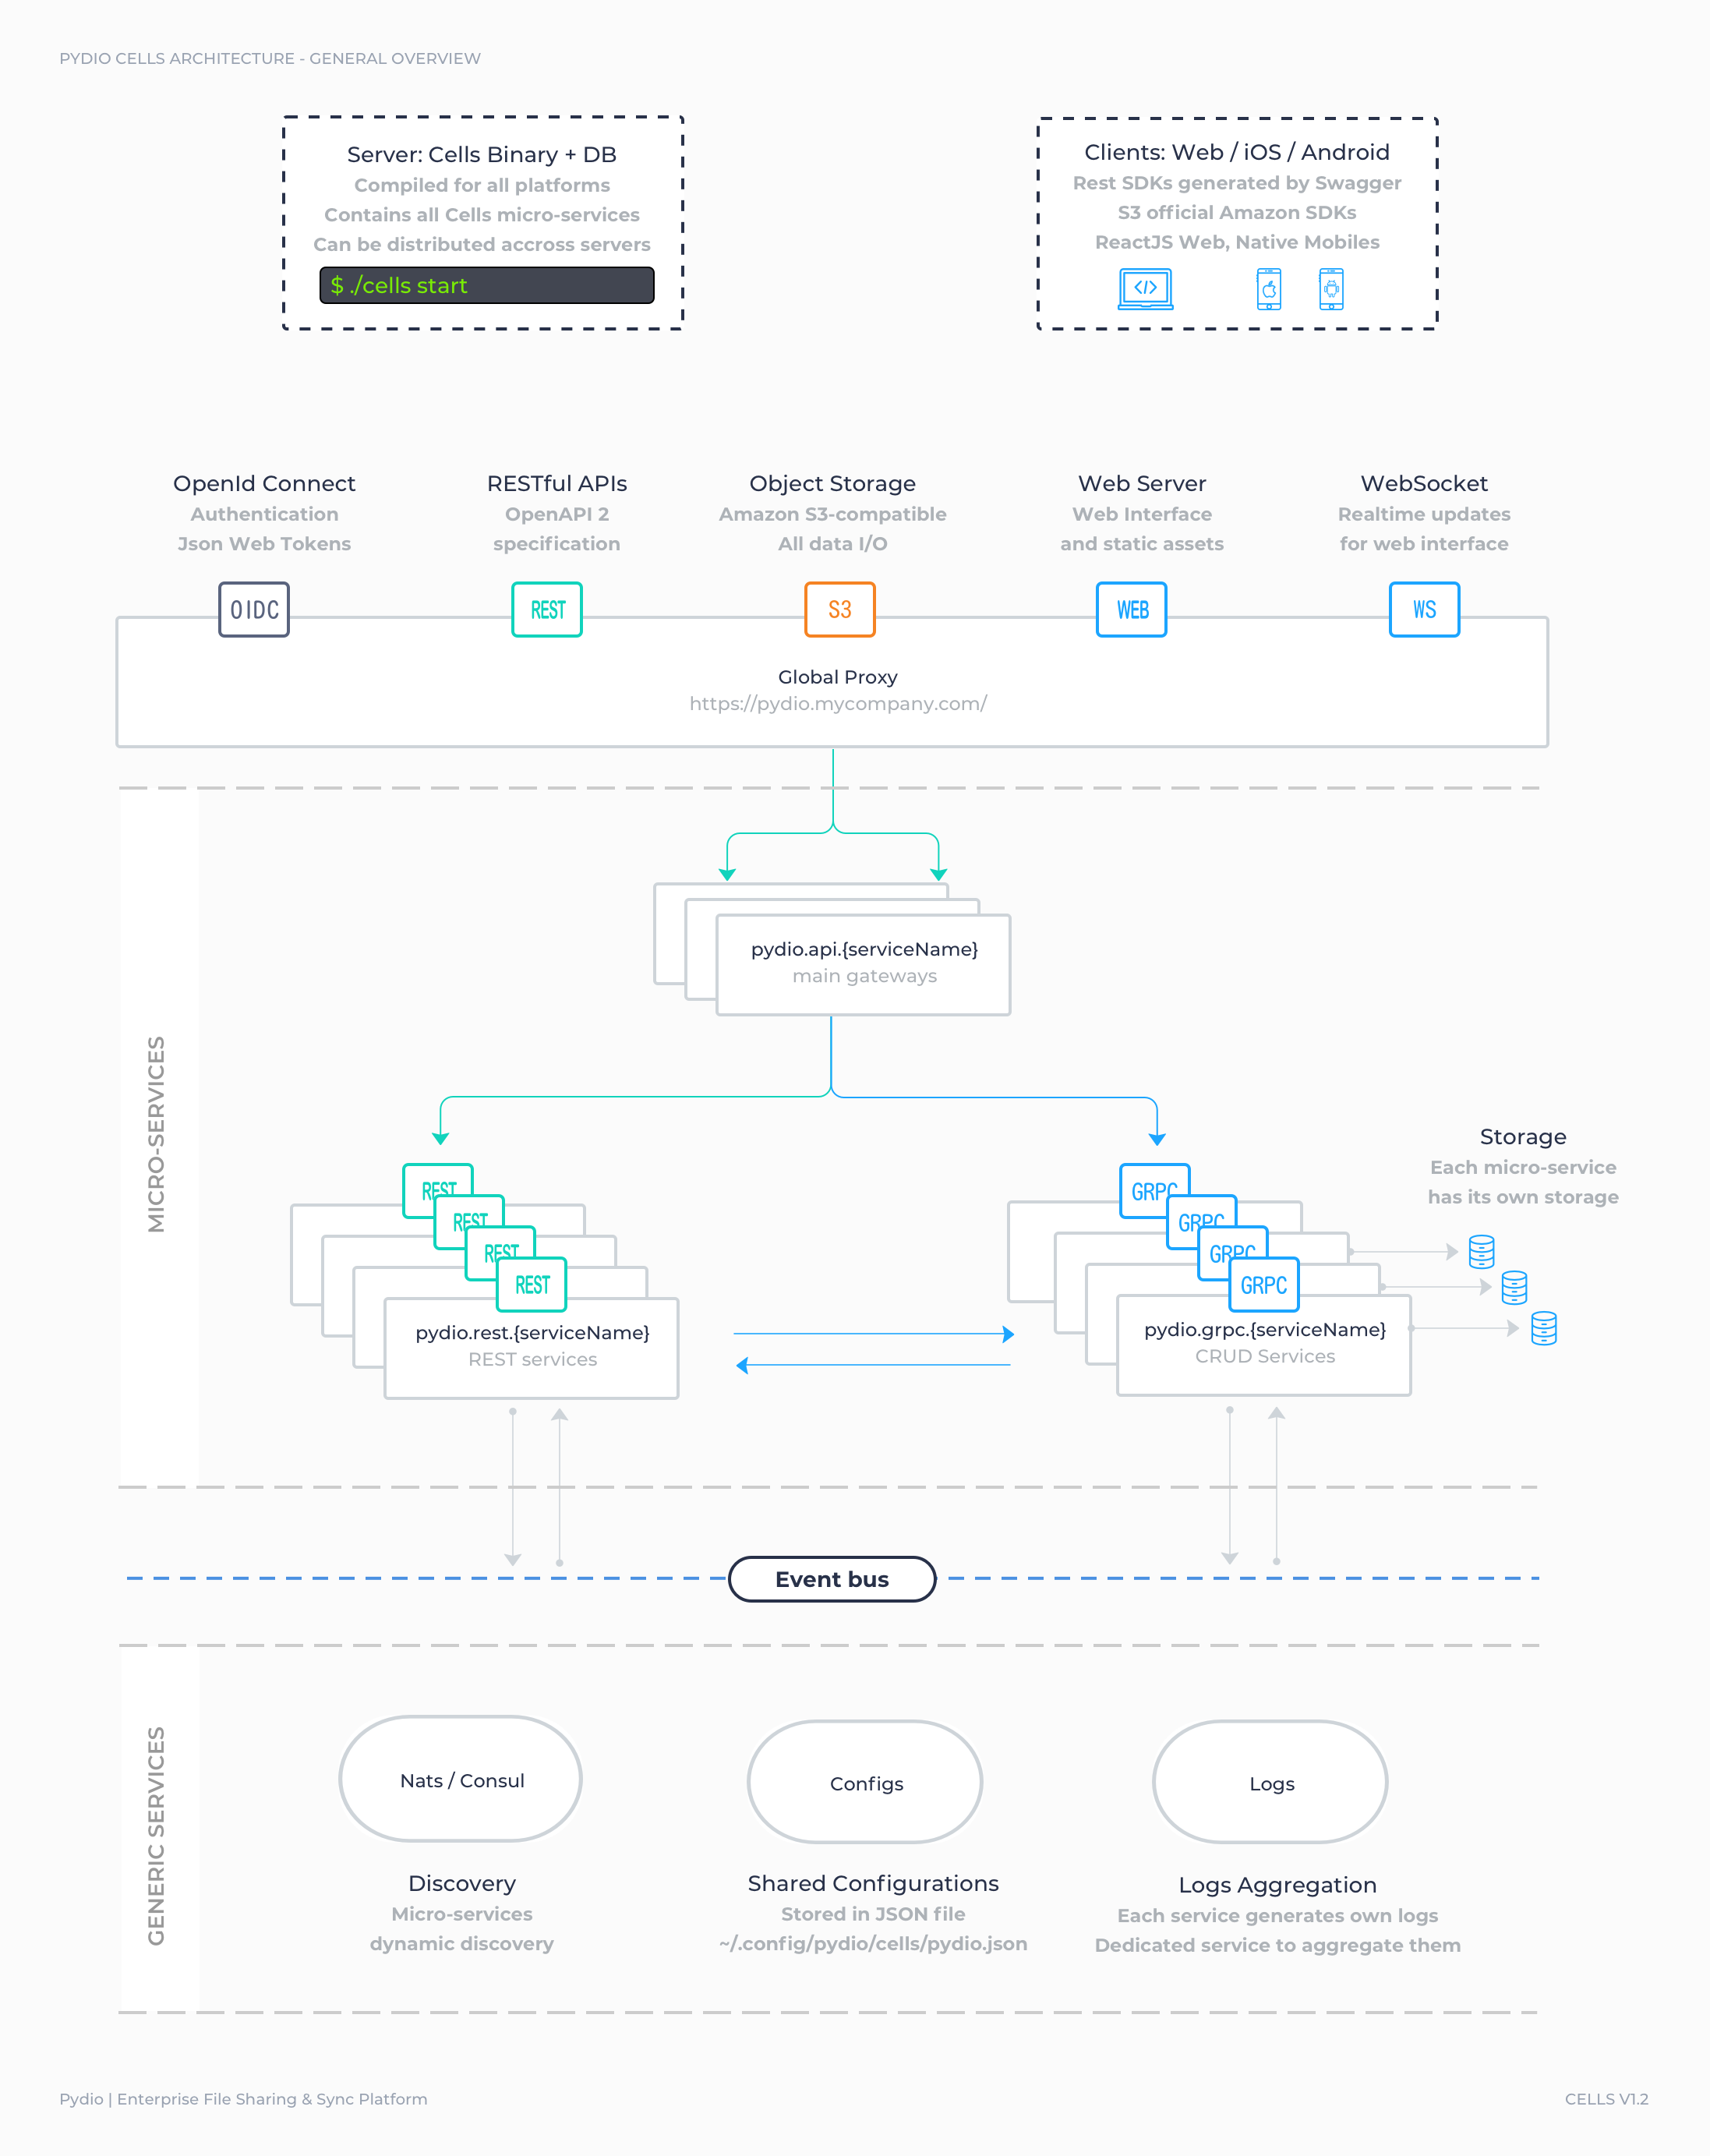 PYDIO CELLS ARCHITECTURE - GENERAL OVERVIEW
Server: Cells Binary + DB
Compiled for all platforms
Contains all Cells micro-services
Can be distributed accross servers
$ ./cells start
Clients: Web / iOS / Android
Rest SDKs generated by Swagger
S3 official Amazon SDKs
ReactJS Web, Native Mobiles
</>
OpenId Connect
Authentication
Json Web Tokens
OIDC
RESTful APIs
OpenAPI 2
specification
REST
Object Storage
Amazon S3-compatible
All data I/O
S3
Web Server
Web Interface
and static assets
WEB
WebSocket
Realtime updates
for web interface
WS
Global Proxy
https://pydio.mycompany.com/
MICRO-SERVICES
pydio.api.{serviceName}
main gateways
REST
REST
REST
REST
pydio.rest.{serviceName}
REST services
GRPC
GRPC
GRPC
GRPC
pydio.grpc.{serviceName}
CRUD Services
Storage
Each micro-service
has its own storage
Event bus
GENERIC SERVICES
Nats / Consul
Discovery
Micro-services
dynamic discovery
Configs
Shared Configurations
Stored in JSON file
~/.config/pydio/cells/pydio.json
Logs
Logs Aggregation
Each service generates own logs
Dedicated service to aggregate them
Pydio | Enterprise File Sharing & Sync Platform
CELLS V1.2